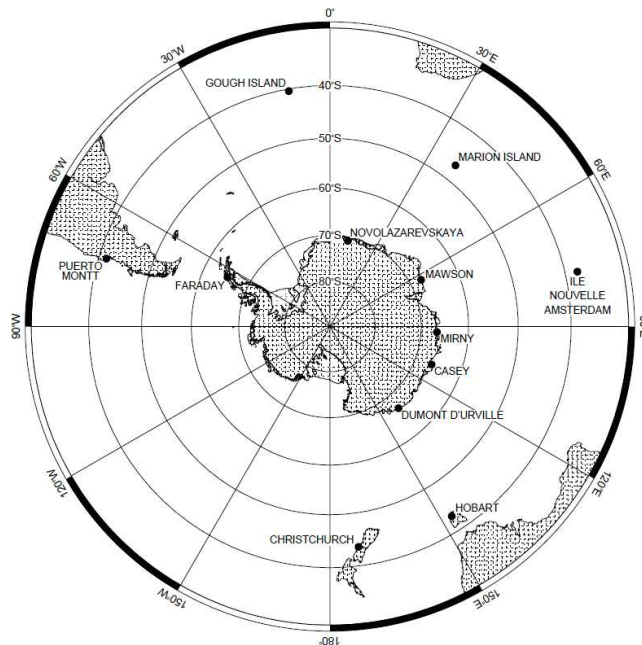 0°
30°W
30°E
GOUGH ISLAND
40°S
50°S
MARION ISLAND
60°W
60°E
60°S
70°S
NOVOLAZAREVSKAYA
PUERTO
MONTT
FARADAY
80°S
MAWSON
ILE
NOUVELLE
AMSTERDAM
90°W
MIRNY
CASEY
DUMONT D'URVILLE
120°W
120°E
HOBART
CHRISTCHURCH
150°W
150°E
180°